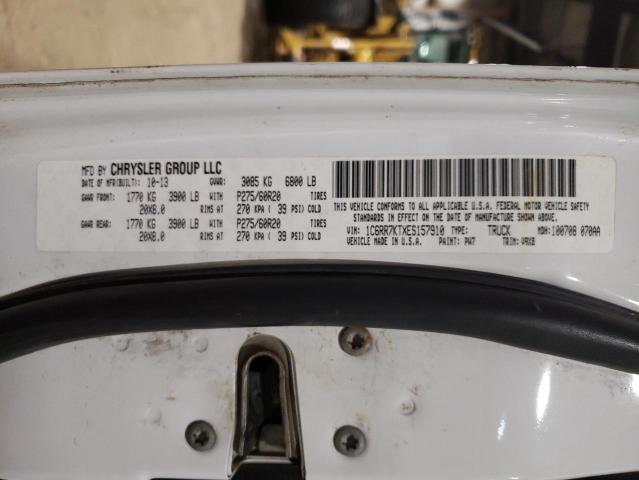 MFD BY CHRYSLER GROUP LLC
DATE OF MFR(BUILT): 10-13 GVWR: 3085 KG 6800 LB
GAWR FRONT: 1770 KG 3900 LB WITH P275/60R20 TIRES
20X8.0 RIMS AT 270 KPA ( 39 PSI) COLD
GAWR REAR: 1770 KG 3900 LB WITH P275/60R20 TIRES
20X8.0 RIMS AT 270 KPA ( 39 PSI) COLD
THIS VEHICLE CONFORMS TO ALL APPLICABLE U.S.A. FEDERAL MOTOR VEHICLE SAFETY
STANDARDS IN EFFECT ON THE DATE OF MANUFACTURE SHOWN ABOVE.
VIN: 1C6RR7KTXES157910 TYPE: TRUCK MDH: 100708 070AA
VEHICLE MADE IN U.S.A. PAINT: PW7 TRIM: V9X8